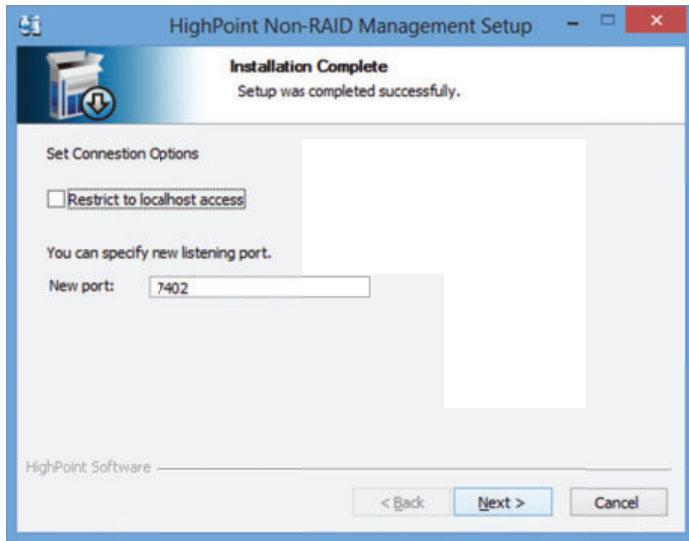 HighPoint Non-RAID Management Setup
Installation Complete
Setup was completed successfully.
Set Connection Options
Restrict to localhost access
You can specify new listening port.
New port: 7402
HighPoint Software
< Back Next > Cancel